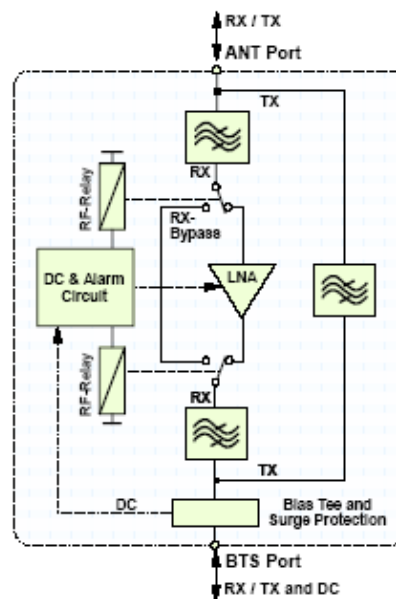 RX / TX
ANT Port
TX
RX
RF-Relay
RX-
Bypass
LNA
DC & Alarm
Circuit
RF-Relay
RX
TX
DC
Bias Tee and
Surge Protection
BTS Port
RX / TX and DC